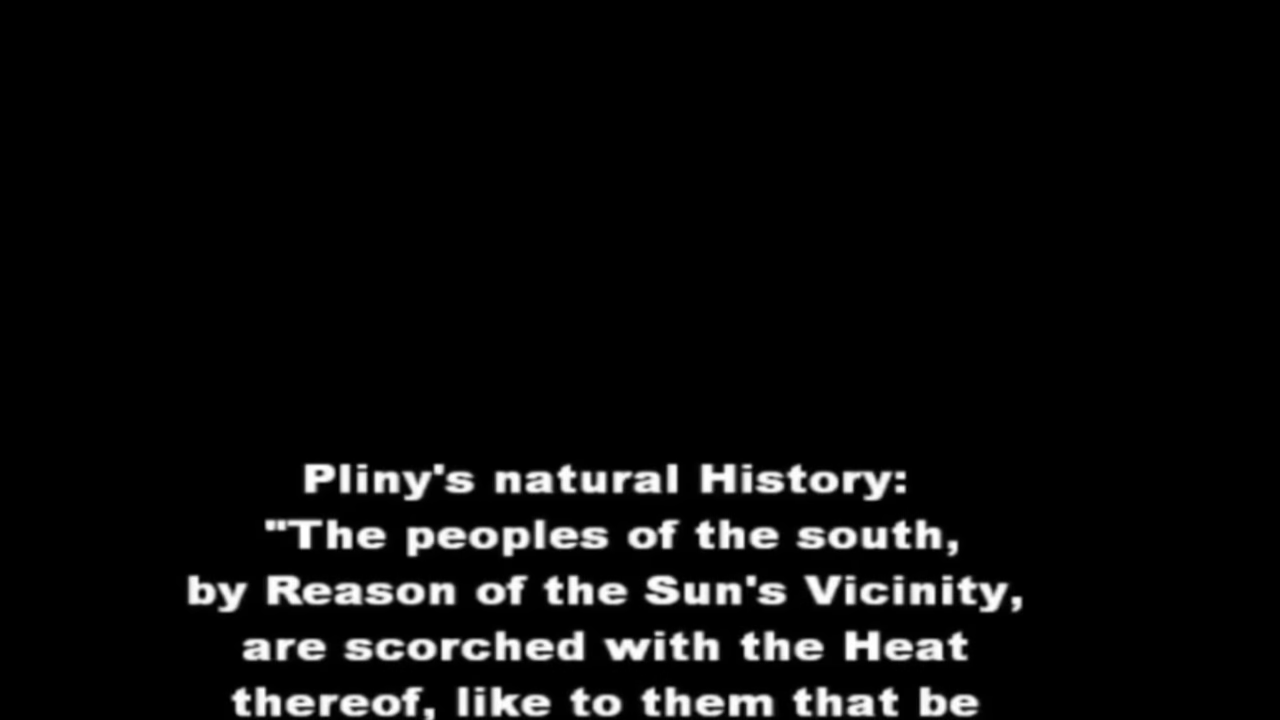 Pliny's natural History:
"The peoples of the south,
by Reason of the Sun's Vicinity,
are scorched with the Heat
thereof, like to them that be